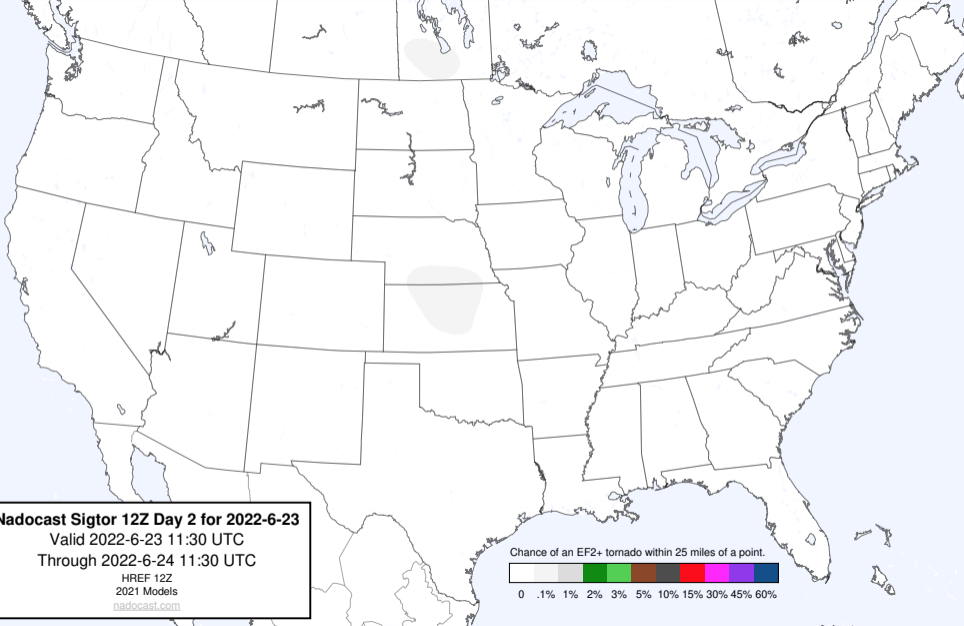 Nadocast Sigtor 12Z Day 2 for 2022-6-23
Valid 2022-6-23 11:30 UTC
Through 2022-6-24 11:30 UTC
HREF 12Z
2021 Models
nadocast.com
Chance of an EF2+ tornado within 25 miles of a point.
0 .1% 1% 2% 3% 5% 10% 15% 30% 45% 60%